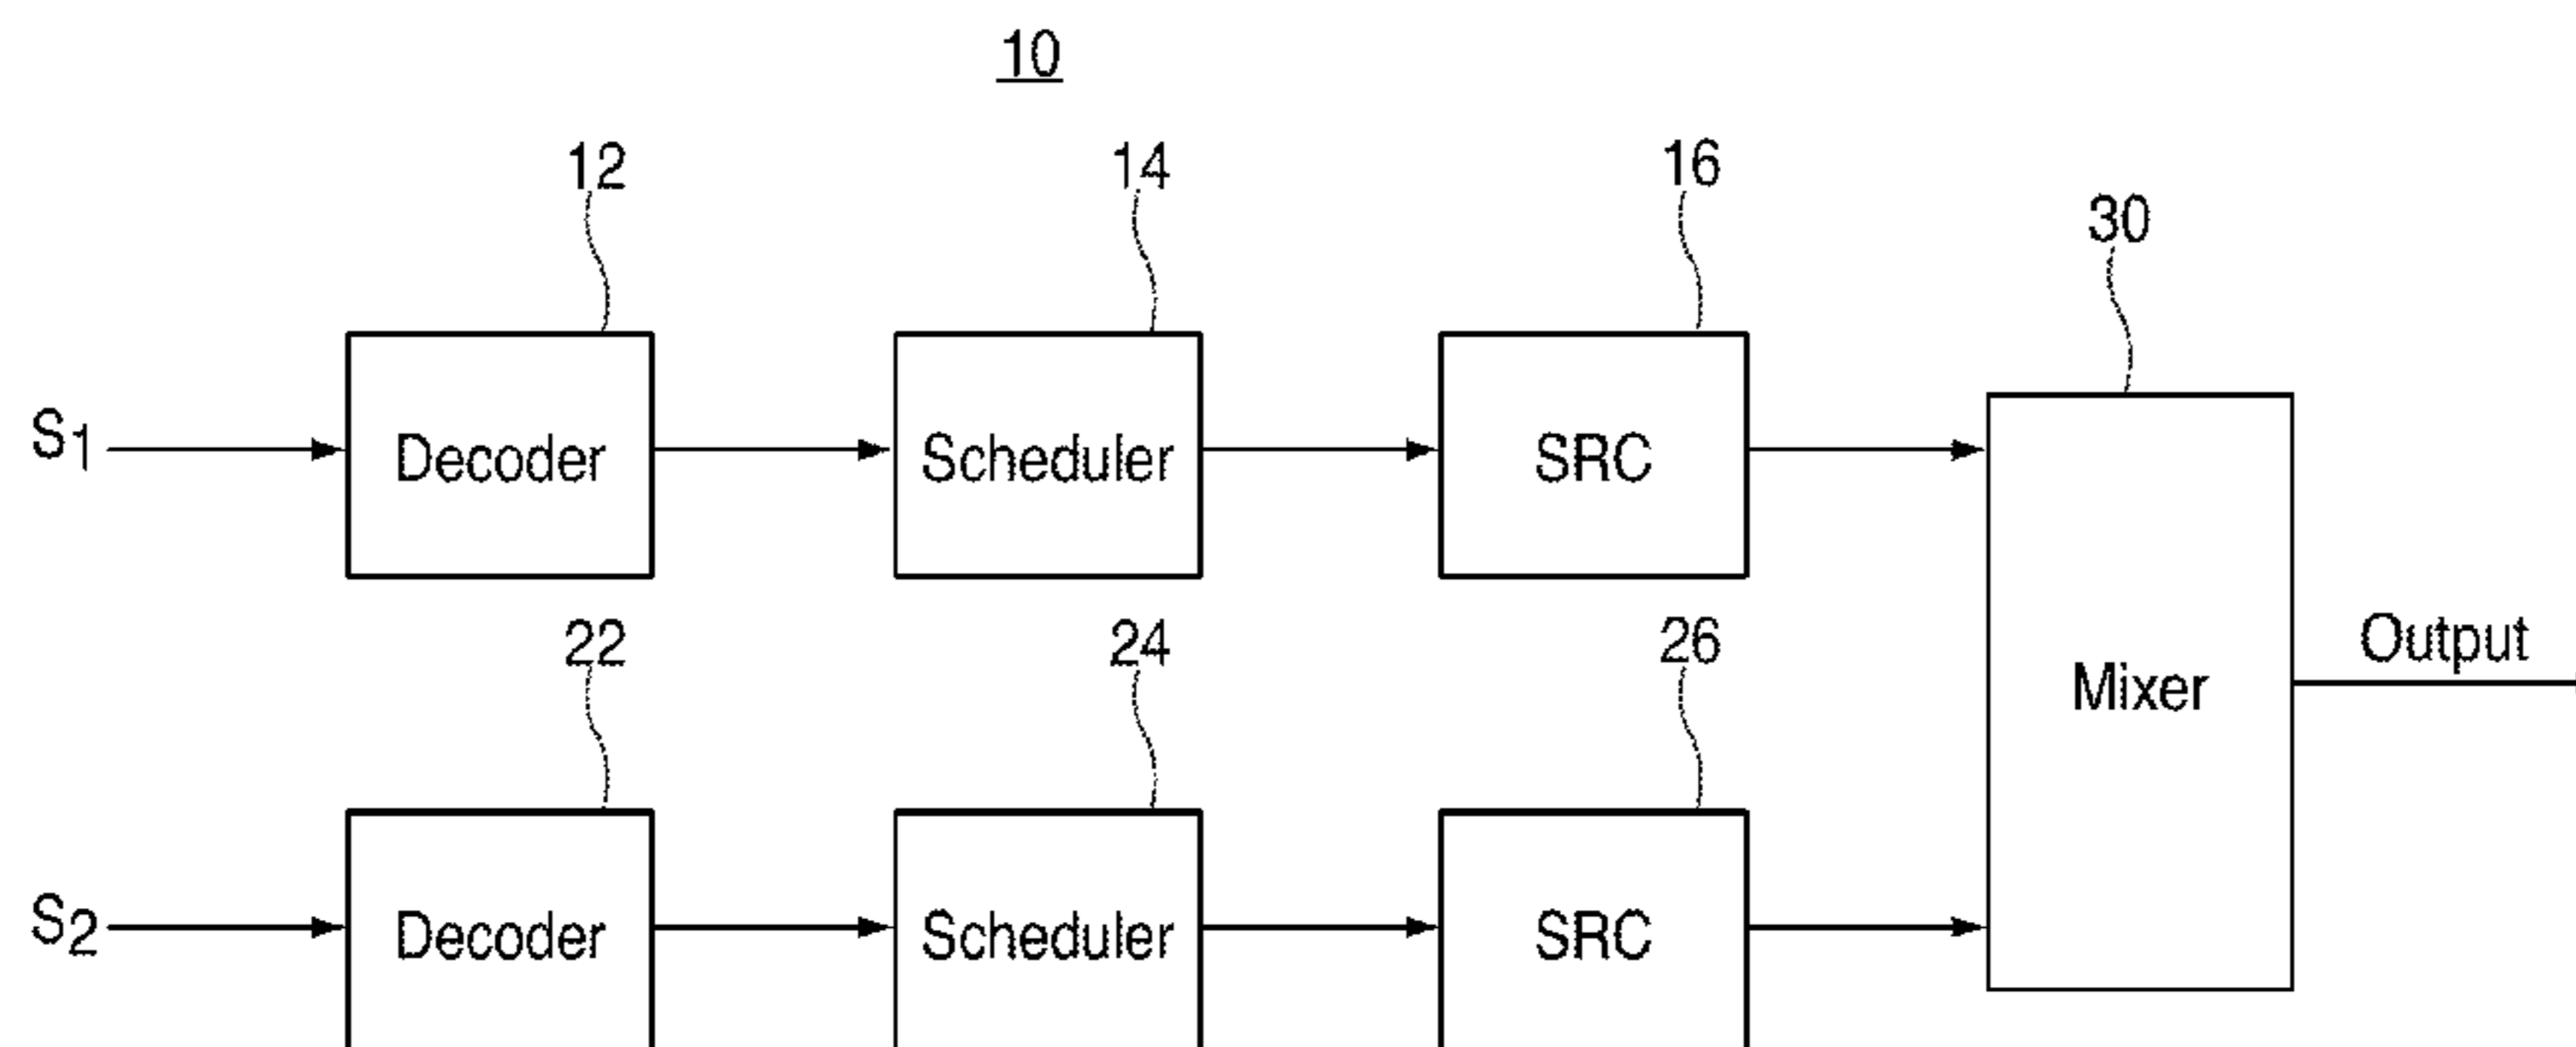 10
12
14
16
30
S1
Decoder
Scheduler
SRC
22
24
26
Mixer
Output
S2
Decoder
Scheduler
SRC